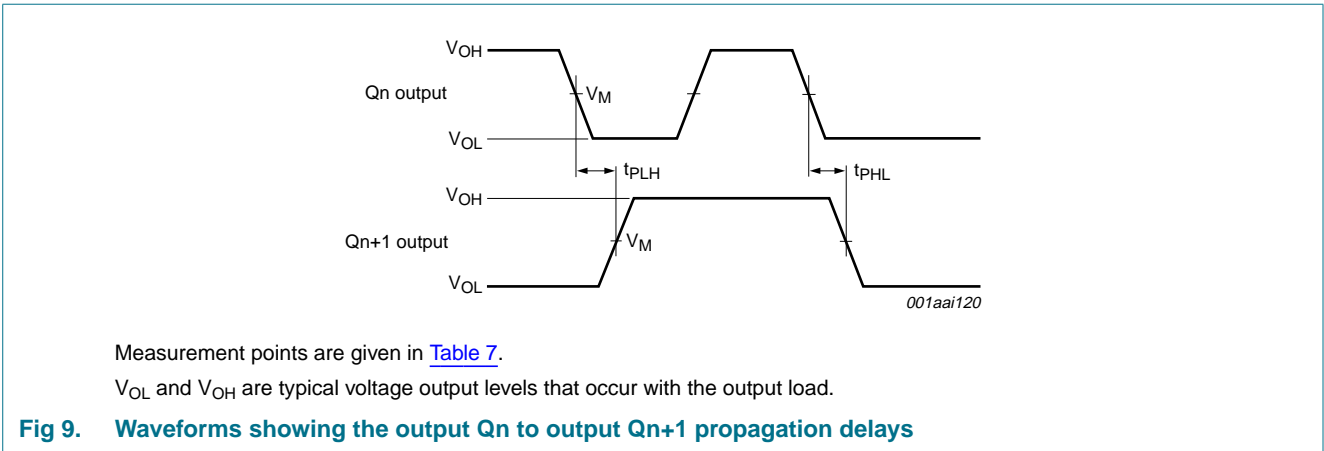 VOH
Qn output
VM
VOL
tPLH
tPHL
VOH
Qn+1 output
VM
VOL
001aai120
Measurement points are given in Table 7.
VOL and VOH are typical voltage output levels that occur with the output load.
Fig 9. Waveforms showing the output Qn to output Qn+1 propagation delays